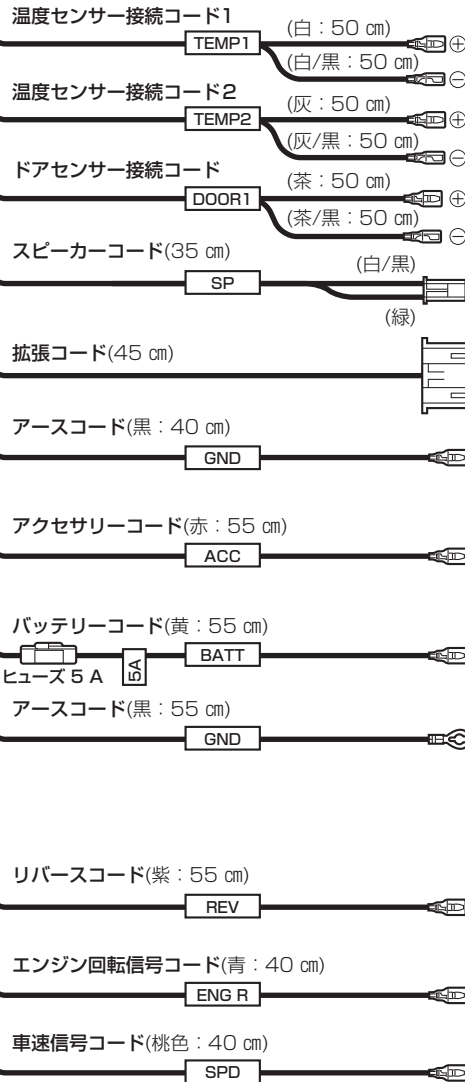 温度センサー接続コード1
(白：50 ㎝)
TEMP1
⊕
(白/黒：50 ㎝)
⊖
温度センサー接続コード2
(灰：50 ㎝)
TEMP2
⊕
(灰/黒：50 ㎝)
⊖
ドアセンサー接続コード
(茶：50 ㎝)
DOOR1
⊕
(茶/黒：50 ㎝)
⊖
スピーカーコード(35 ㎝)
(白/黒)
SP
(緑)
拡張コード(45 ㎝)
アースコード(黒：40 ㎝)
GND
アクセサリーコード(赤：55 ㎝)
ACC
バッテリーコード(黄：55 ㎝)
BATT
ヒューズ 5 A
5A
アースコード(黒：55 ㎝)
GND
リバースコード(紫：55 ㎝)
REV
エンジン回転信号コード(青：40 ㎝)
ENG R
車速信号コード(桃色：40 ㎝)
SPD